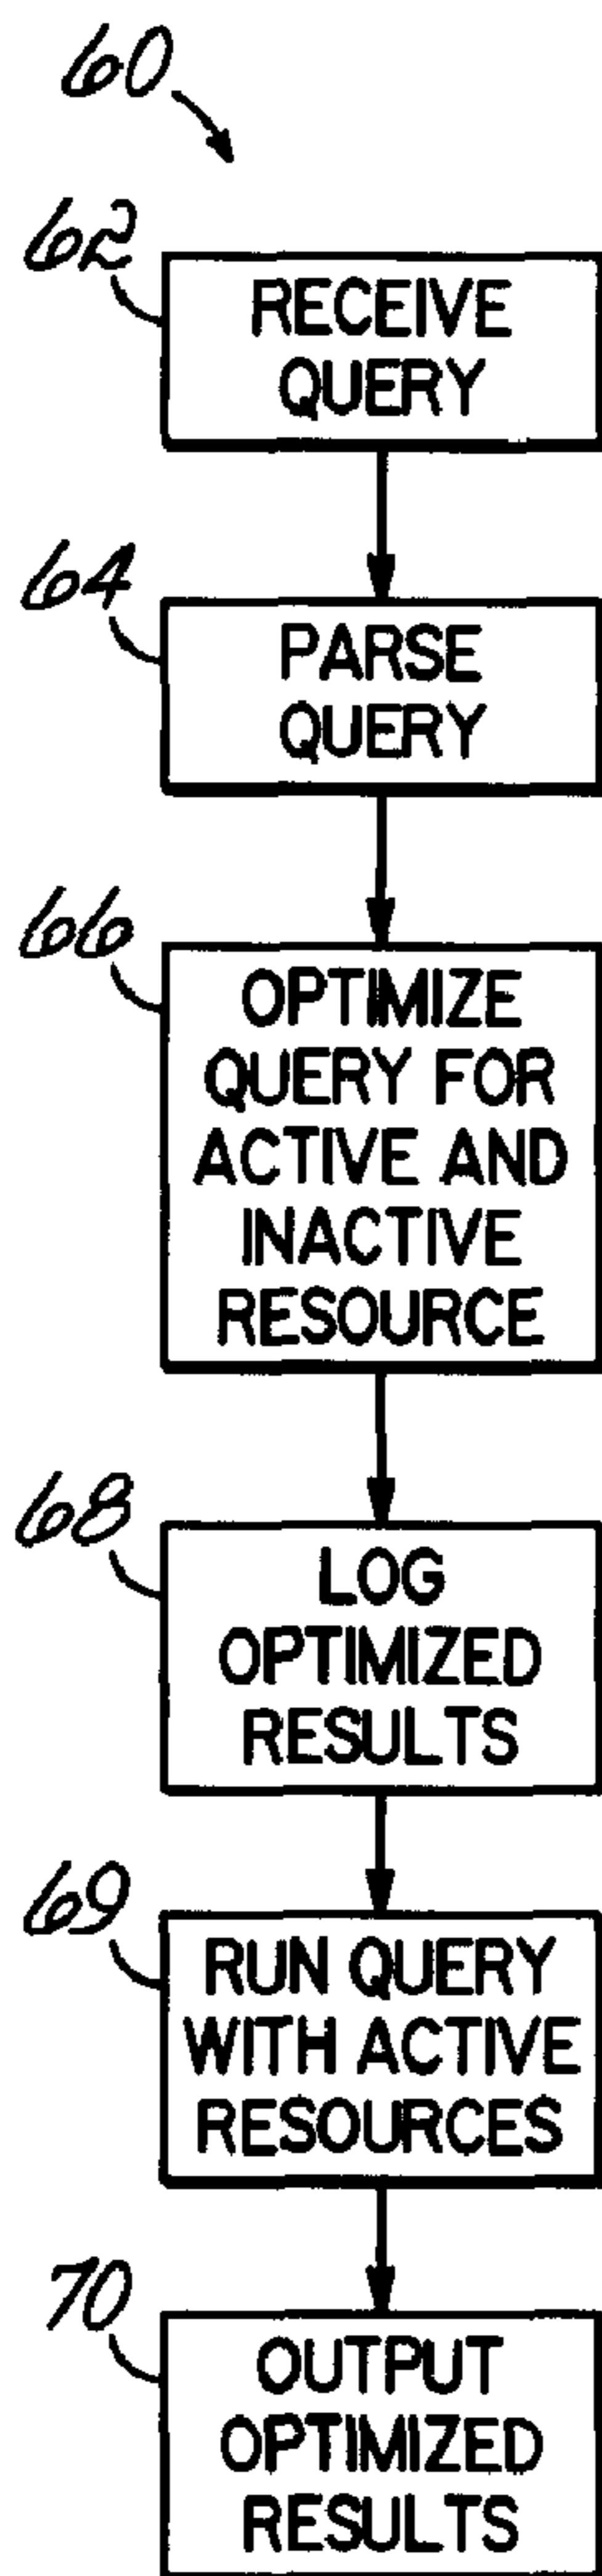 60
62
RECEIVE
QUERY
64
PARSE
QUERY
66
OPTIMIZE
QUERY FOR
ACTIVE AND
INACTIVE
RESOURCE
68
LOG
OPTIMIZED
RESULTS
69
RUN QUERY
WITH ACTIVE
RESOURCES
70
OUTPUT
OPTIMIZED
RESULTS